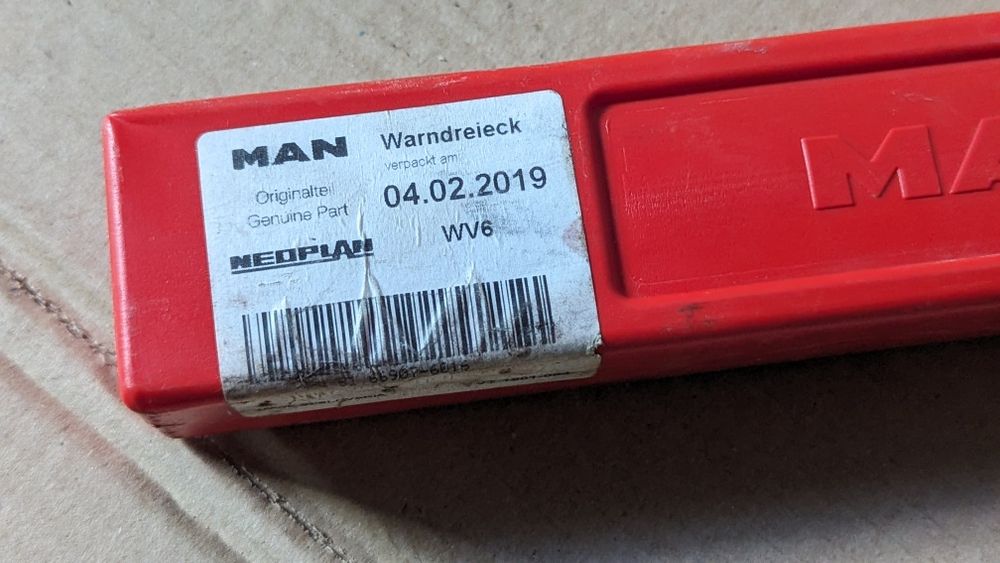 MAN
Warndreieck
verpackt am:
04.02.2019
Originalteil
Genuine Part
WV6
NEOPLAN
MA